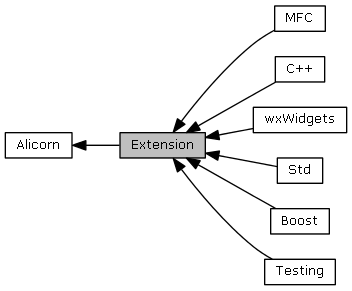 MFC
C++
wxWidgets
Alicorn
Extension
Std
Boost
Testing